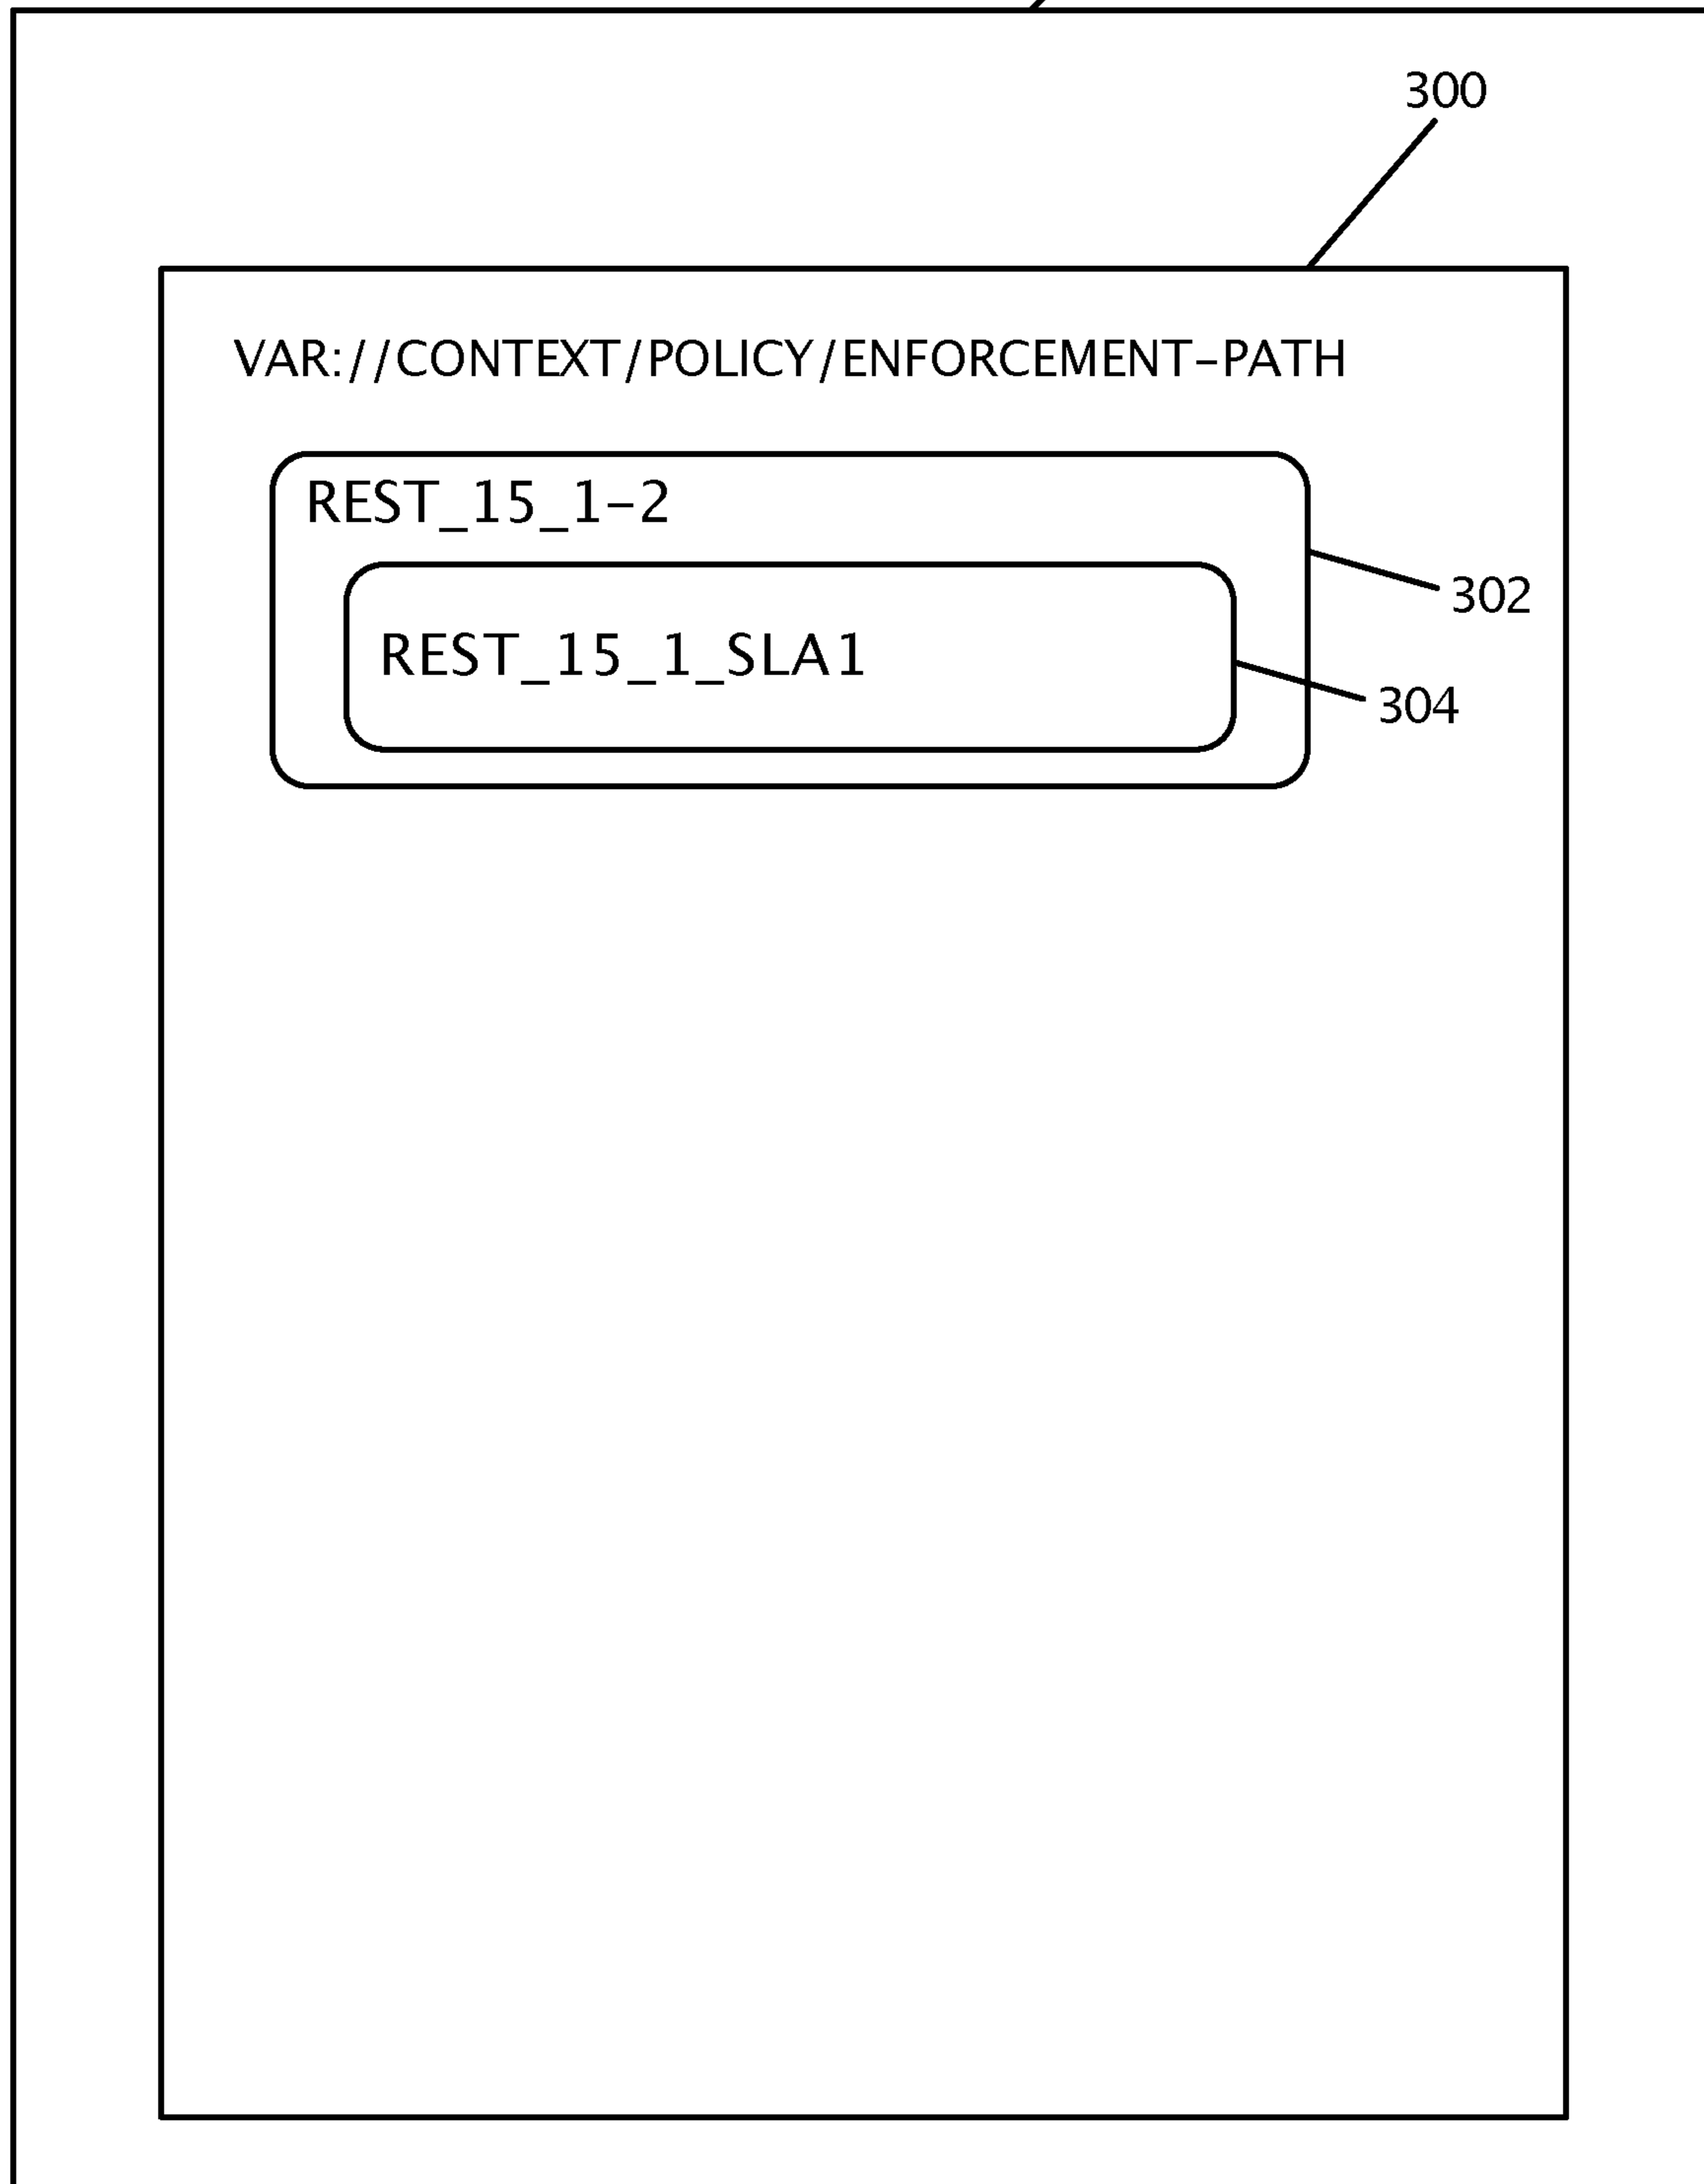 300
VAR://CONTEXT/POLICY/ENFORCEMENT-PATH
REST_15_1-2
302
REST_15_1_SLA1
304